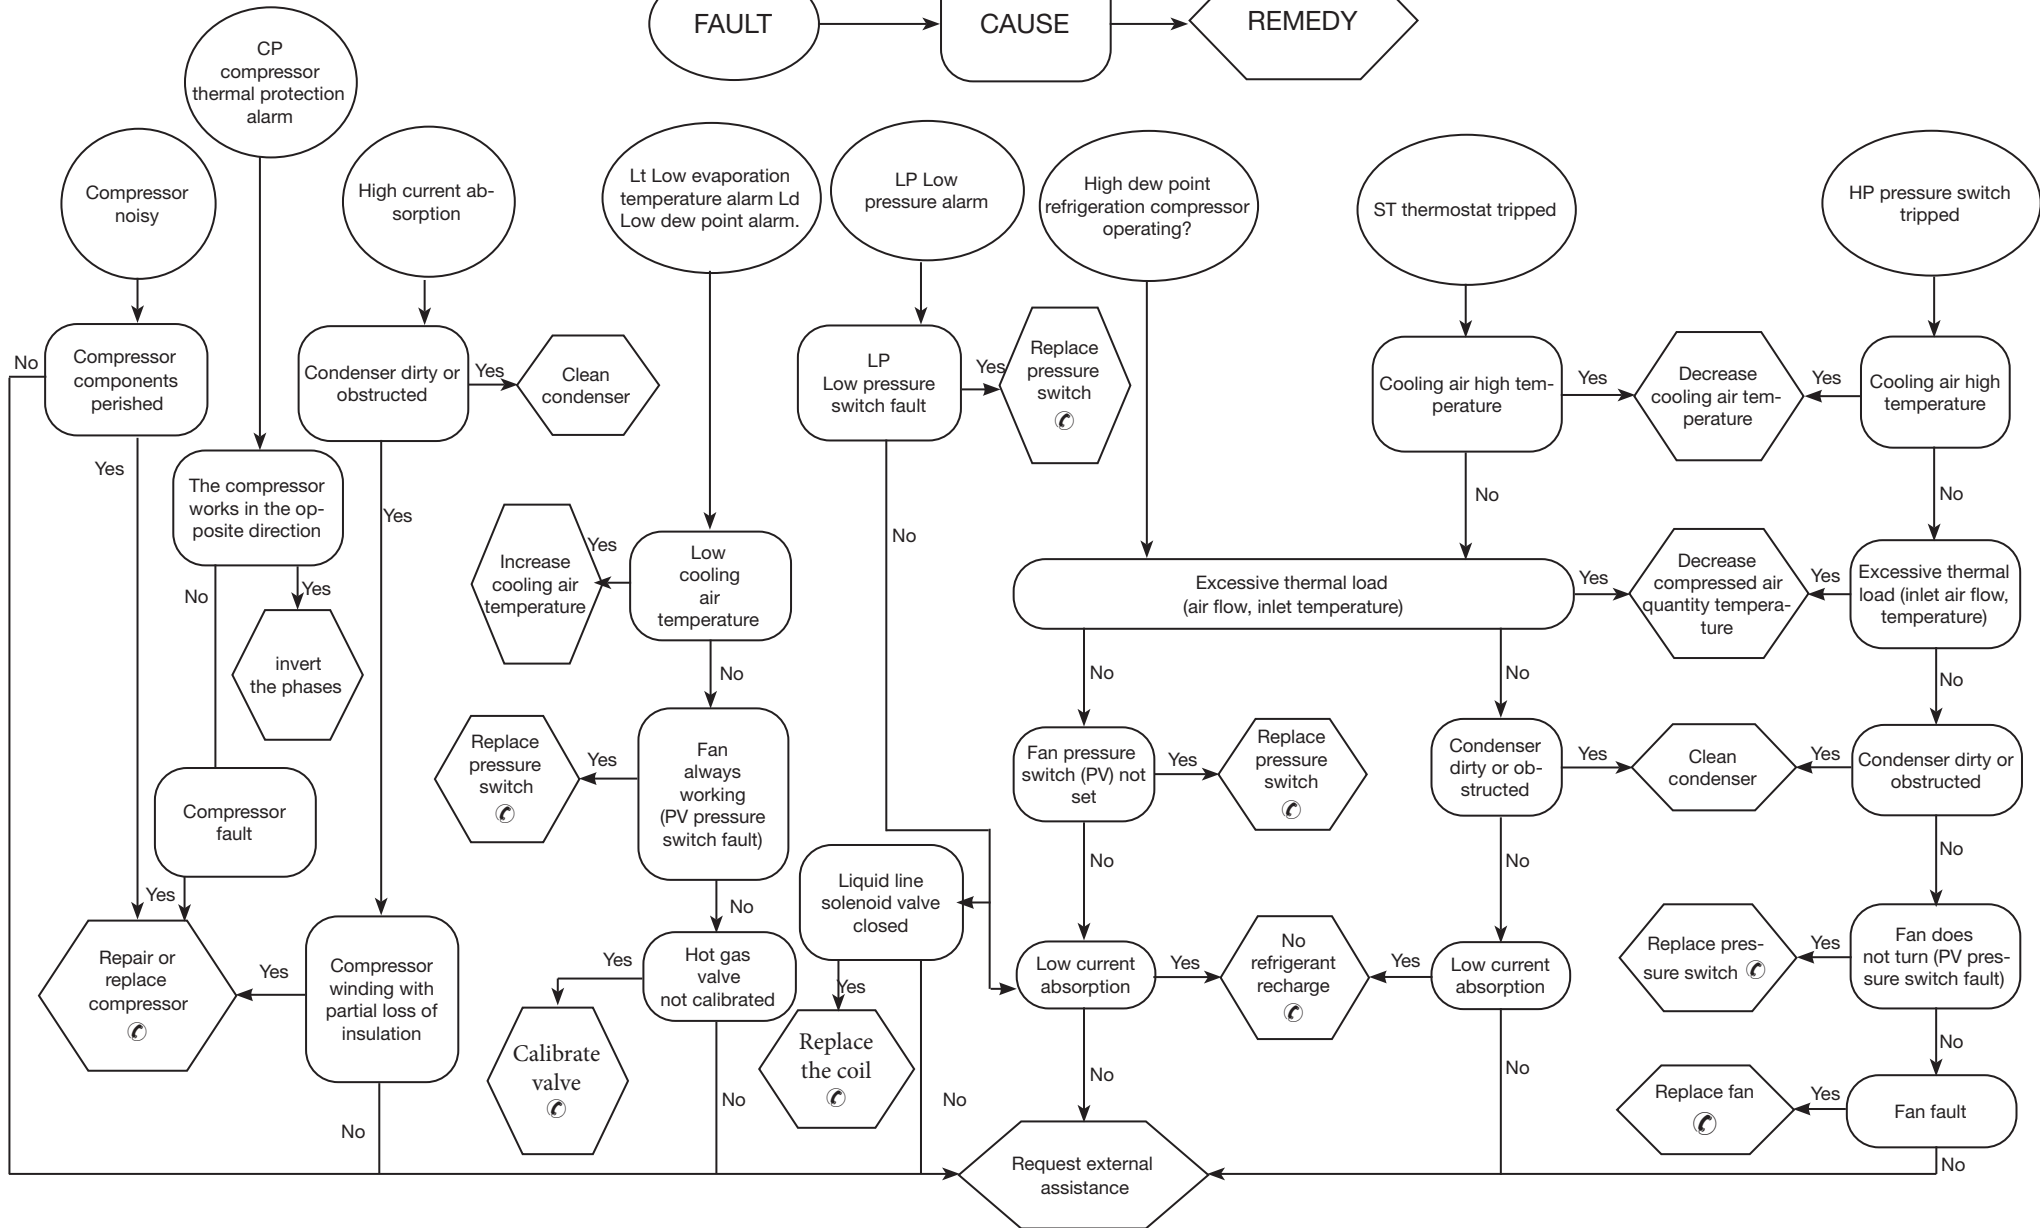 FAULT
CAUSE
REMEDY
CP
compressor
thermal protection
alarm
Compressor
noisy
High current ab-
sorption
Lt Low evaporation
temperature alarm Ld
Low dew point alarm.
LP Low
pressure alarm
High dew point
refrigeration compressor
operating?
ST thermostat tripped
HP pressure switch
tripped
No
Compressor
components
perished
Condenser dirty or
obstructed
Yes
Clean
condenser
LP
Low pressure
switch fault
Yes
Replace
pressure
switch
Cooling air high tem-
perature
Yes
Decrease
cooling air tem-
perature
Yes
Cooling air high
temperature
Yes
The compressor
works in the op-
posite direction
Yes
No
No
No
Increase
cooling air
temperature
Yes
Low
cooling
air
temperature
Excessive thermal load
(air flow, inlet temperature)
Yes
Decrease
compressed air
quantity tempera-
ture
Yes
Excessive thermal
load (inlet air flow,
temperature)
No
Yes
invert
the phases
No
No
No
No
Replace
pressure
switch
Yes
Fan
always
working
(PV pressure
switch fault)
Fan pressure
switch (PV) not
set
Yes
Replace
pressure
switch
Condenser
dirty or ob-
structed
Yes
Clean
condenser
Yes
Condenser dirty or
obstructed
Compressor
fault
Yes
No
Liquid line
solenoid valve
closed
No
No
No
Repair or
replace
compressor
Yes
Compressor
winding with
partial loss of
insulation
Yes
Hot gas
valve
not calibrated
Yes
Low current
absorption
Yes
No
refrigerant
recharge
Yes
Low current
absorption
Replace pres-
sure switch
Yes
Fan does
not turn (PV pres-
sure switch fault)
Calibrate
valve
Replace
the coil
No
No
No
No
No
No
Replace fan
Yes
Fan fault
No
Request external
assistance
No